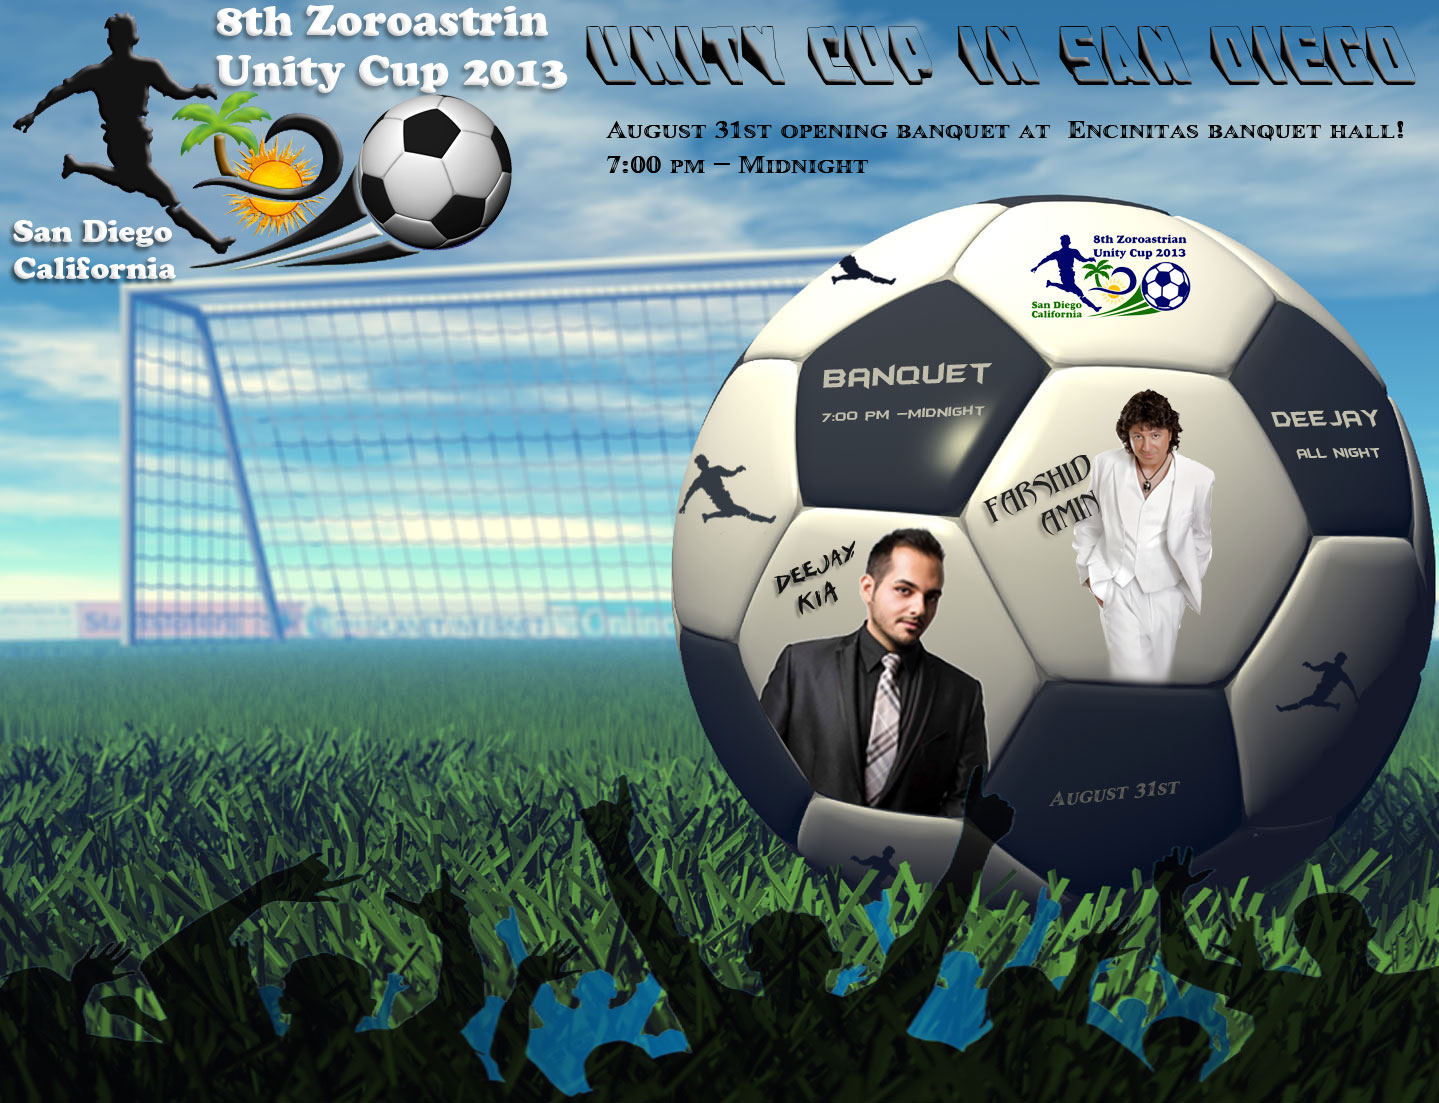 8th Zoroastrin
Unity Cup 2013
San Diego
California
UNITY CUP IN SAN DIEGO
August 31st opening banquet at Encinitas banquet hall!
7:00 pm – Midnight
8th Zoroastrian
Unity Cup 2013
San Diego
California
BANQUET
7:00 PM –MIDNIGHT
DEEJAY
ALL NIGHT
FARSHID
AMIN
DEEJAY
KIA
August 31st
Online